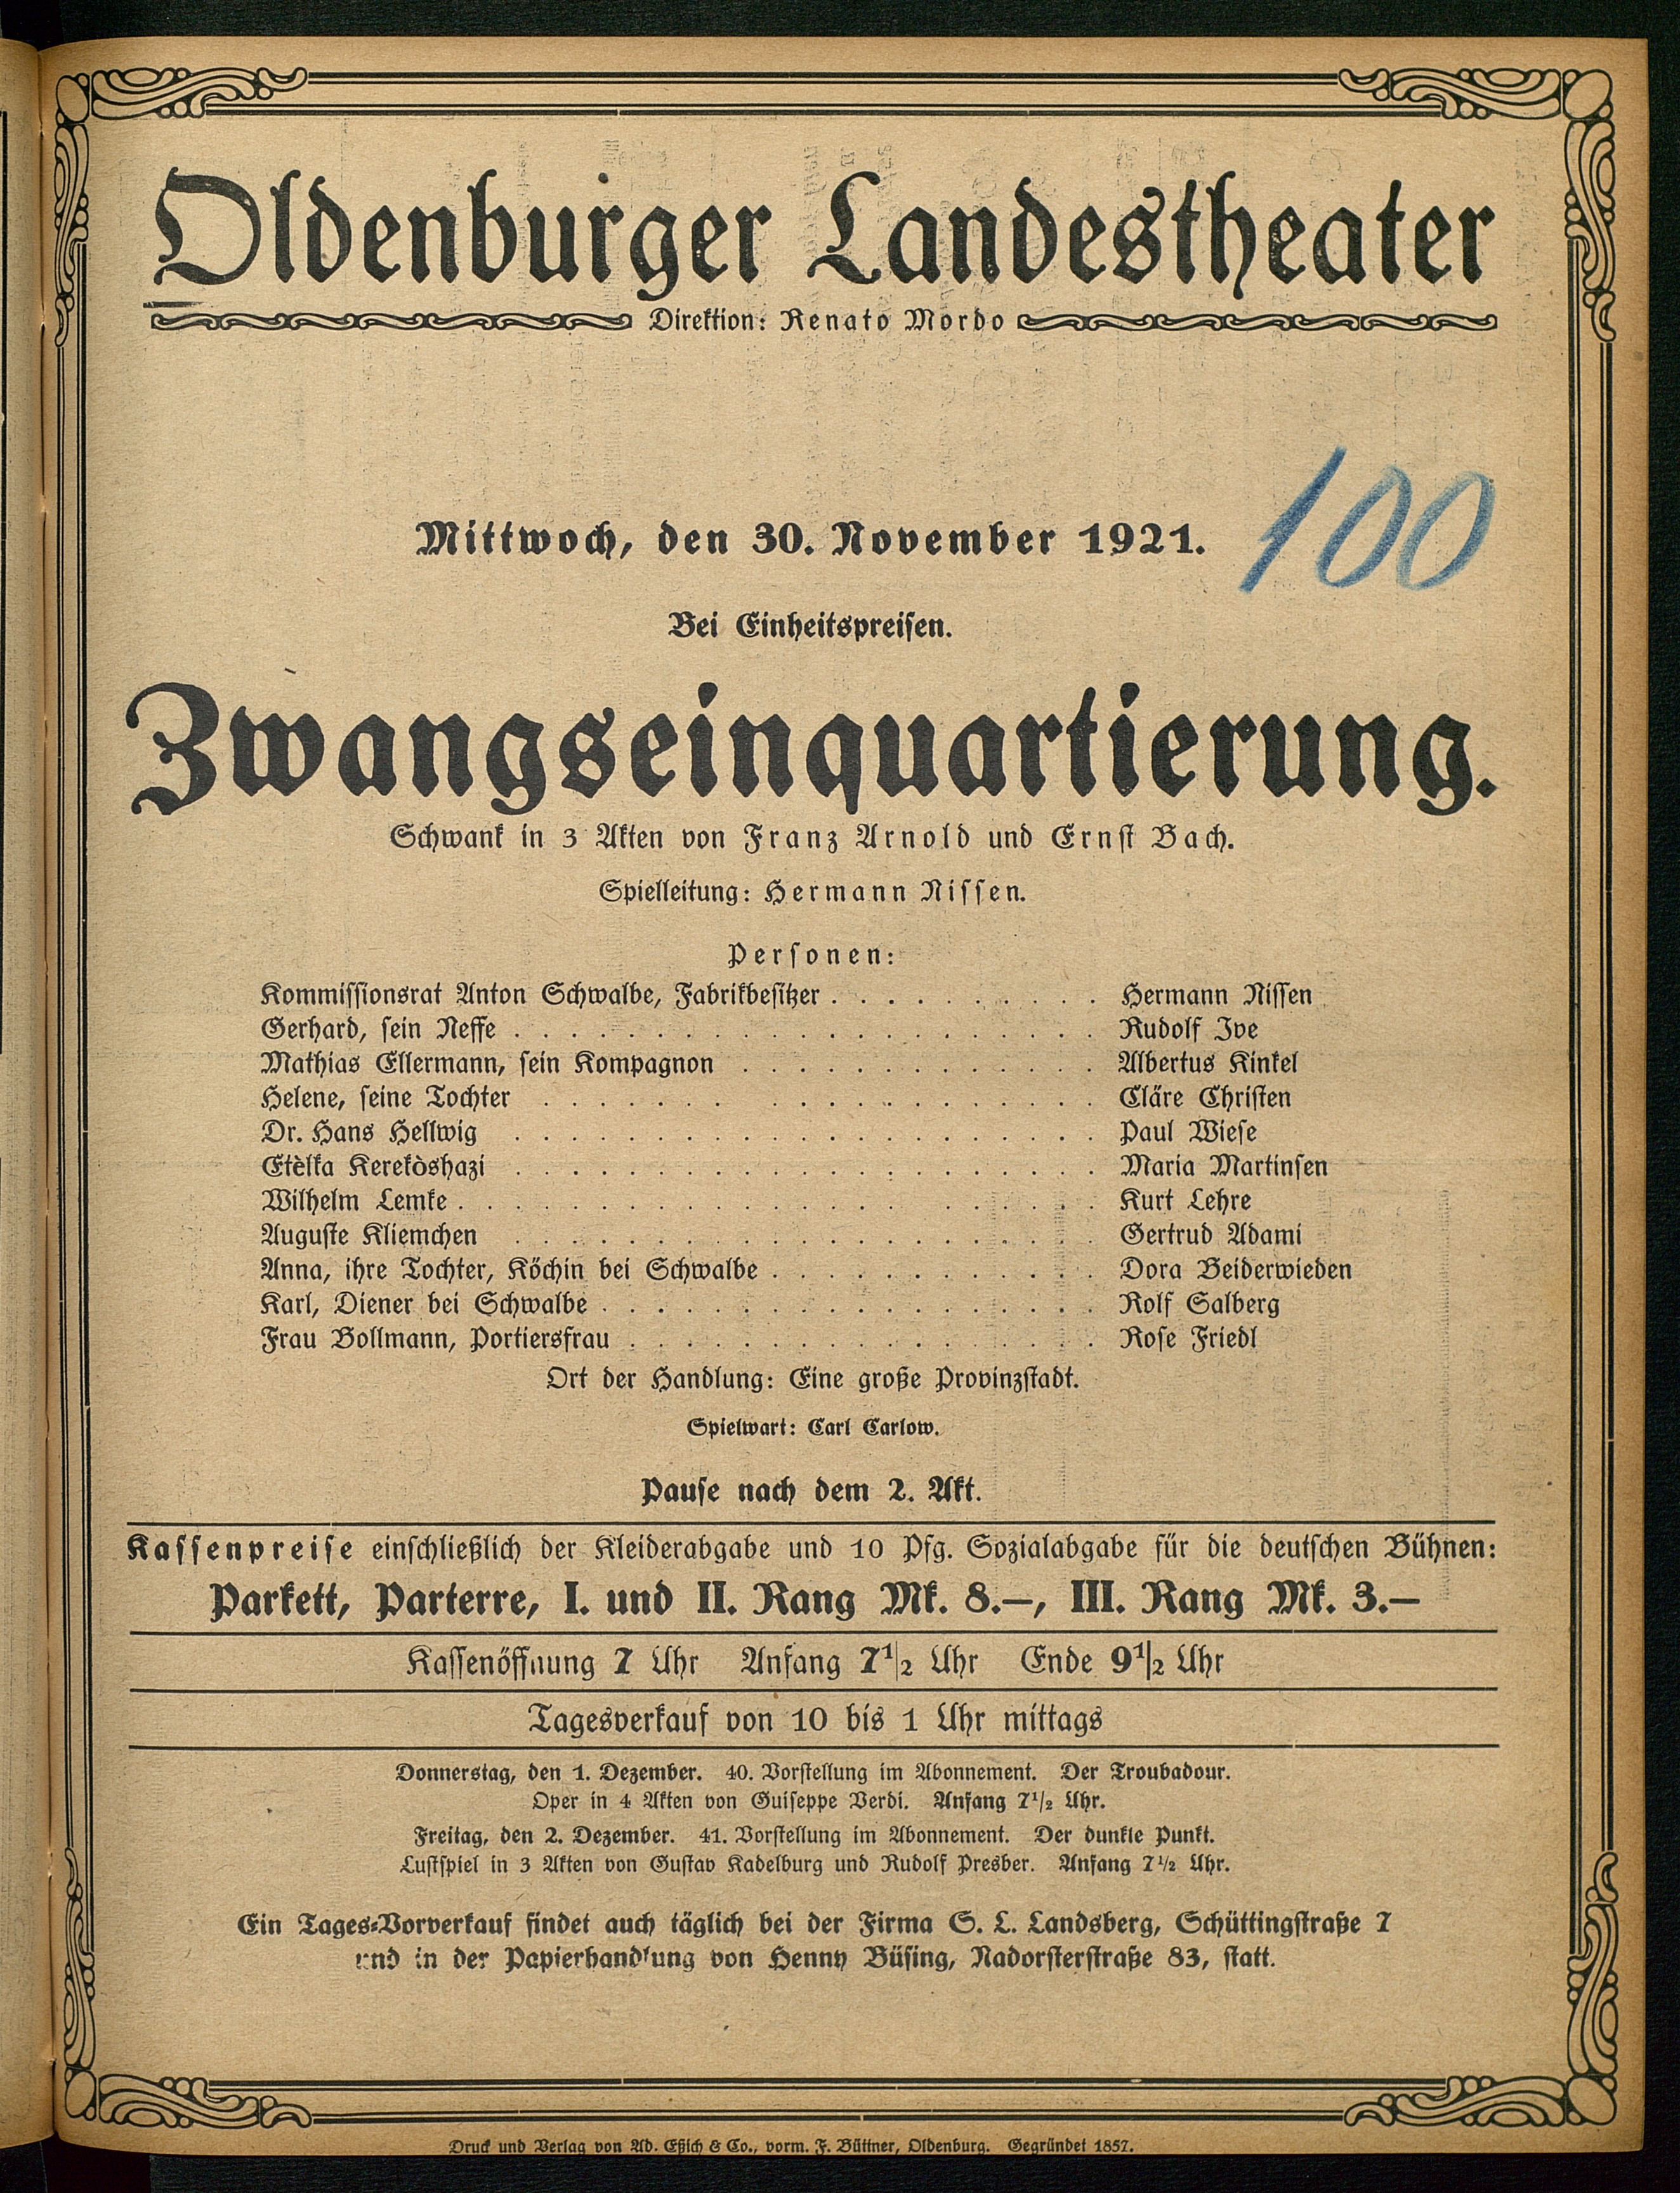 Oldenburger Landestheater
Direktion: Renato Mordo
100
Mittwoch, den 30. November 1921.
Bei Einheitspreisen.
Zwangseinquartierung.
Schwank in 3 Akten von Franz Arnold und Ernst Bach.
Spielleitung: Hermann Nissen.
Personen:
Kommissionsrat Anton Schwalbe, Fabrikbesitzer . . . . . . . . . . Hermann Nissen
Gerhard, sein Neffe . . . . . . . . . . Rudolf Ive
Mathias Ellermann, sein Kompagnon . . . . . . . . . . Albertus Kinkel
Helene, seine Tochter . . . . . . . . . . Cläre Christen
Dr. Hans Hellwig . . . . . . . . . . Paul Wiese
Etèlka Kerekòshazi . . . . . . . . . . Maria Martinsen
Wilhelm Lemke . . . . . . . . . . Kurt Lehre
Auguste Kliemchen . . . . . . . . . . Gertrud Adami
Anna, ihre Tochter, Köchin bei Schwalbe . . . . . . . . . . Dora Beiderwieden
Karl, Diener bei Schwalbe . . . . . . . . . . Rolf Salberg
Frau Bollmann, Portiersfrau . . . . . . . . . . Rose Friedl
Ort der Handlung: Eine große Provinzstadt.
Spielwart: Carl Carlow.
Pause nach dem 2. Akt.
Kassenpreise einschließlich der Kleiderabgabe und 10 Pfg. Sozialabgabe für die deutschen Bühnen:
Parkett, Parterre, I. und II. Rang Mk. 8.—, III. Rang Mk. 3.—
Kassenöffnung 7 Uhr Anfang 7 1/2 Uhr Ende 9 1/2 Uhr
Tagesverkauf von 10 bis 1 Uhr mittags
Donnerstag, den 1. Dezember. 40. Vorstellung im Abonnement. Der Troubadour.
Oper in 4 Akten von Guiseppe Verdi. Anfang 7 1/2 Uhr.
Freitag, den 2. Dezember. 41. Vorstellung im Abonnement. Der dunkle Punkt.
Lustspiel in 3 Akten von Gustav Kadelburg und Rudolf Presber. Anfang 7 1/2 Uhr.
Ein Tages-Vorverkauf findet auch täglich bei der Firma S. L. Landsberg, Schüttingstraße 7
und in der Papierhandlung von Henny Büsing, Nadorsterstraße 83, statt.
Druck und Verlag von Ad. Eßich & Co., vorm. F. Büttner, Oldenburg. Gegründet 1857.